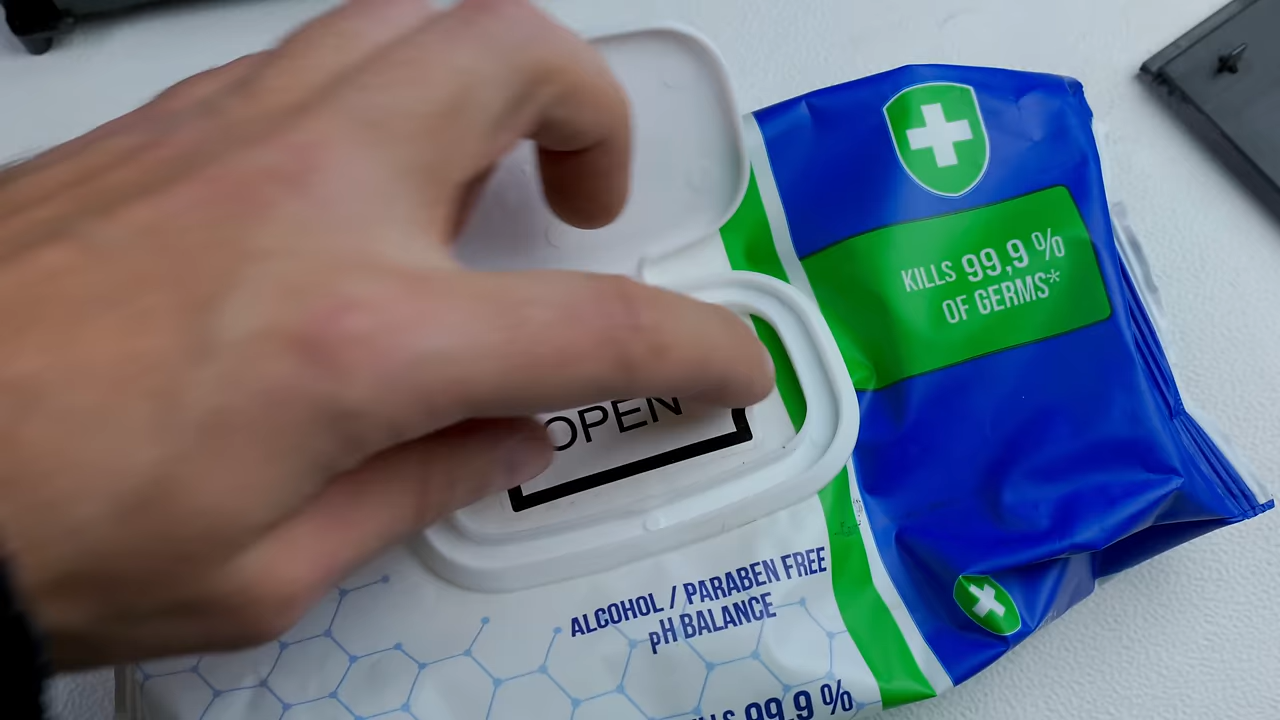 KILLS 99,9 %
OF GERMS*
OPEN
ALCOHOL / PARABEN FREE
pH BALANCE
99,9 %